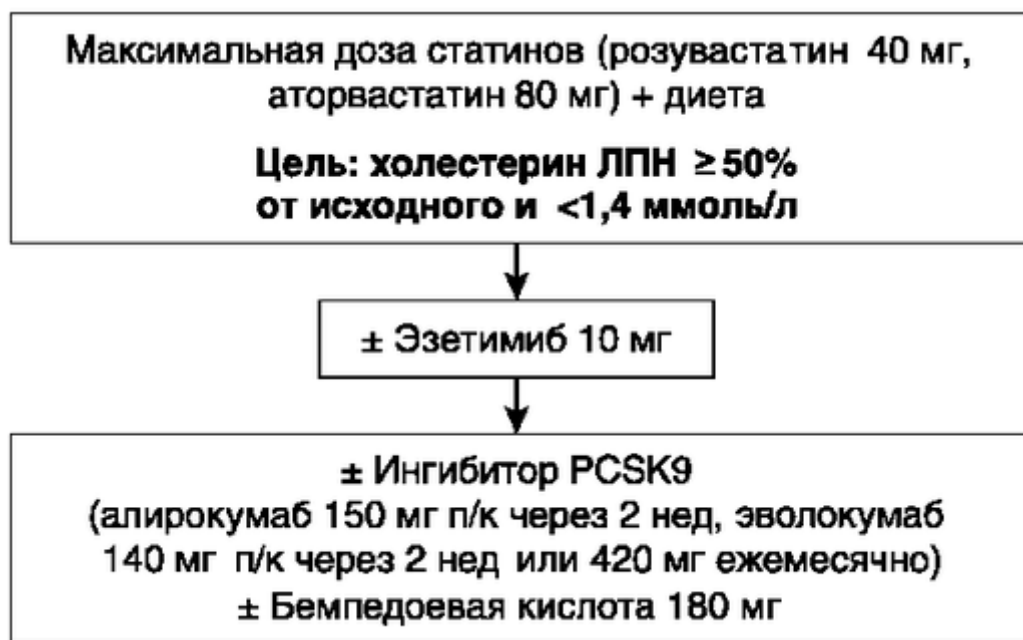 Максимальная доза статинов (розувастатин 40 мг,
аторвастатин 80 мг) + диета
Цель: холестерин ЛПН ≥50%
от исходного и <1,4 ммоль/л
± Эзетимиб 10 мг
± Ингибитор PCSK9
(алирокумаб 150 мг п/к через 2 нед, эволокумаб
140 мг п/к через 2 нед или 420 мг ежемесячно)
± Бемпедоевая кислота 180 мг